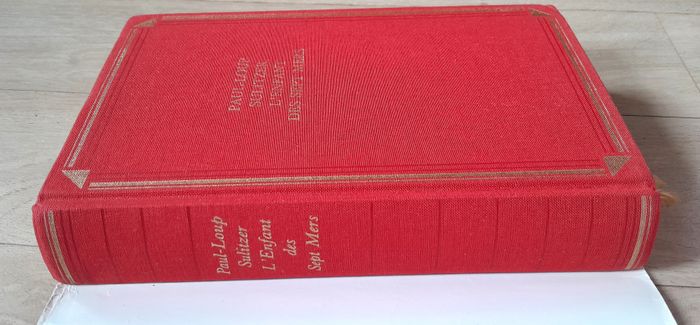 PAUL-LOUP
SULITZER
L'ENFANT
DES SEPT MERS
Paul-Loup
Sulitzer
L'Enfant
des
Sept Mers